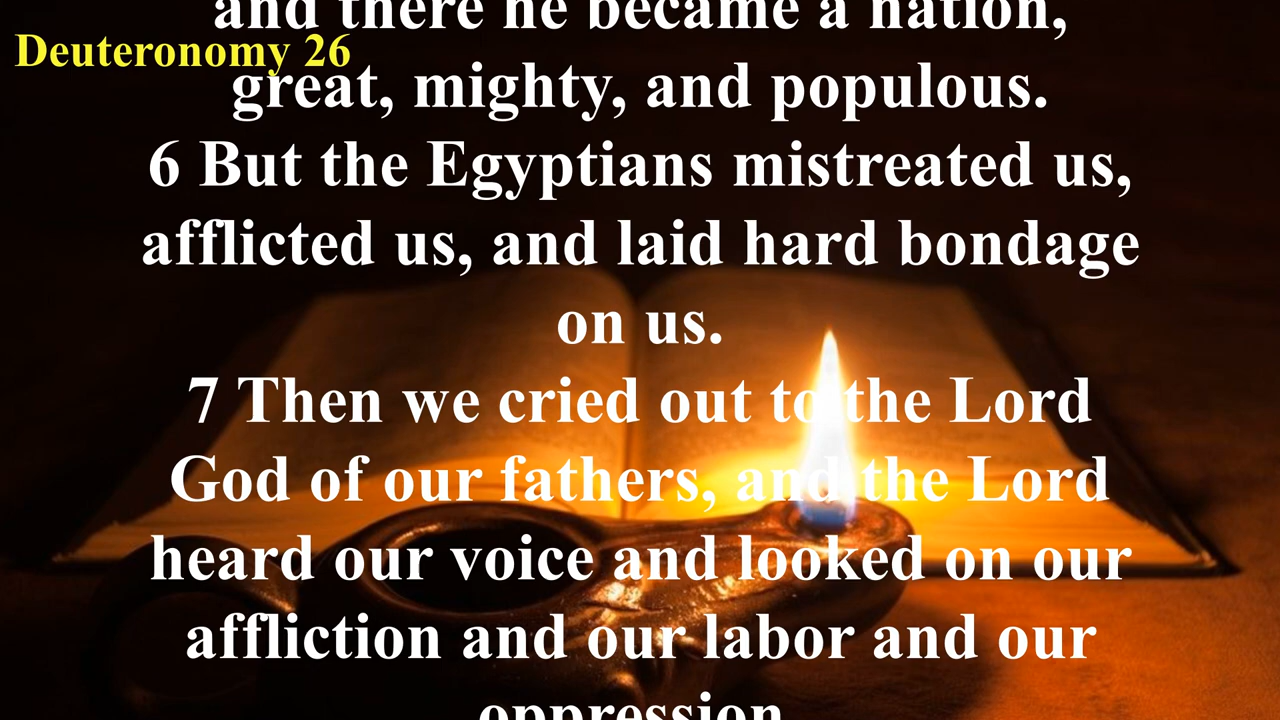 and there he became a nation,
Deuteronomy 26
great, mighty, and populous.
6 But the Egyptians mistreated us,
afflicted us, and laid hard bondage
on us.
7 Then we cried out to the Lord
God of our fathers, and the Lord
heard our voice and looked on our
affliction and our labor and our
oppression